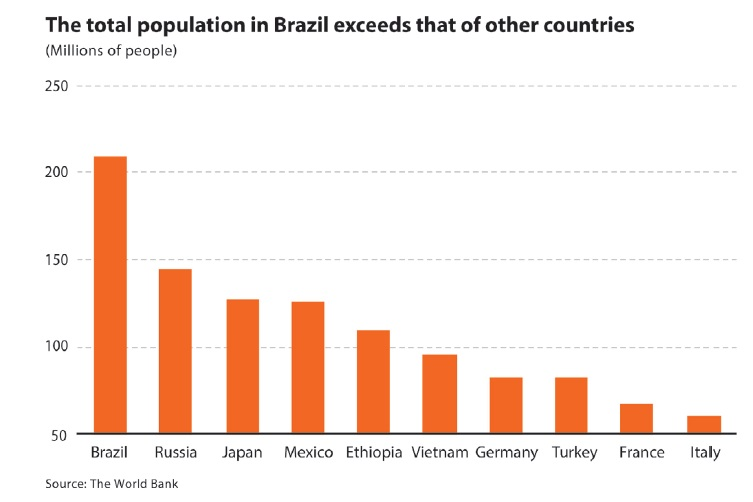 The total population in Brazil exceeds that of other countries
(Millions of people)
250
200
150
100
50
Brazil Russia Japan Mexico Ethiopia Vietnam Germany Turkey France Italy
Source: The World Bank